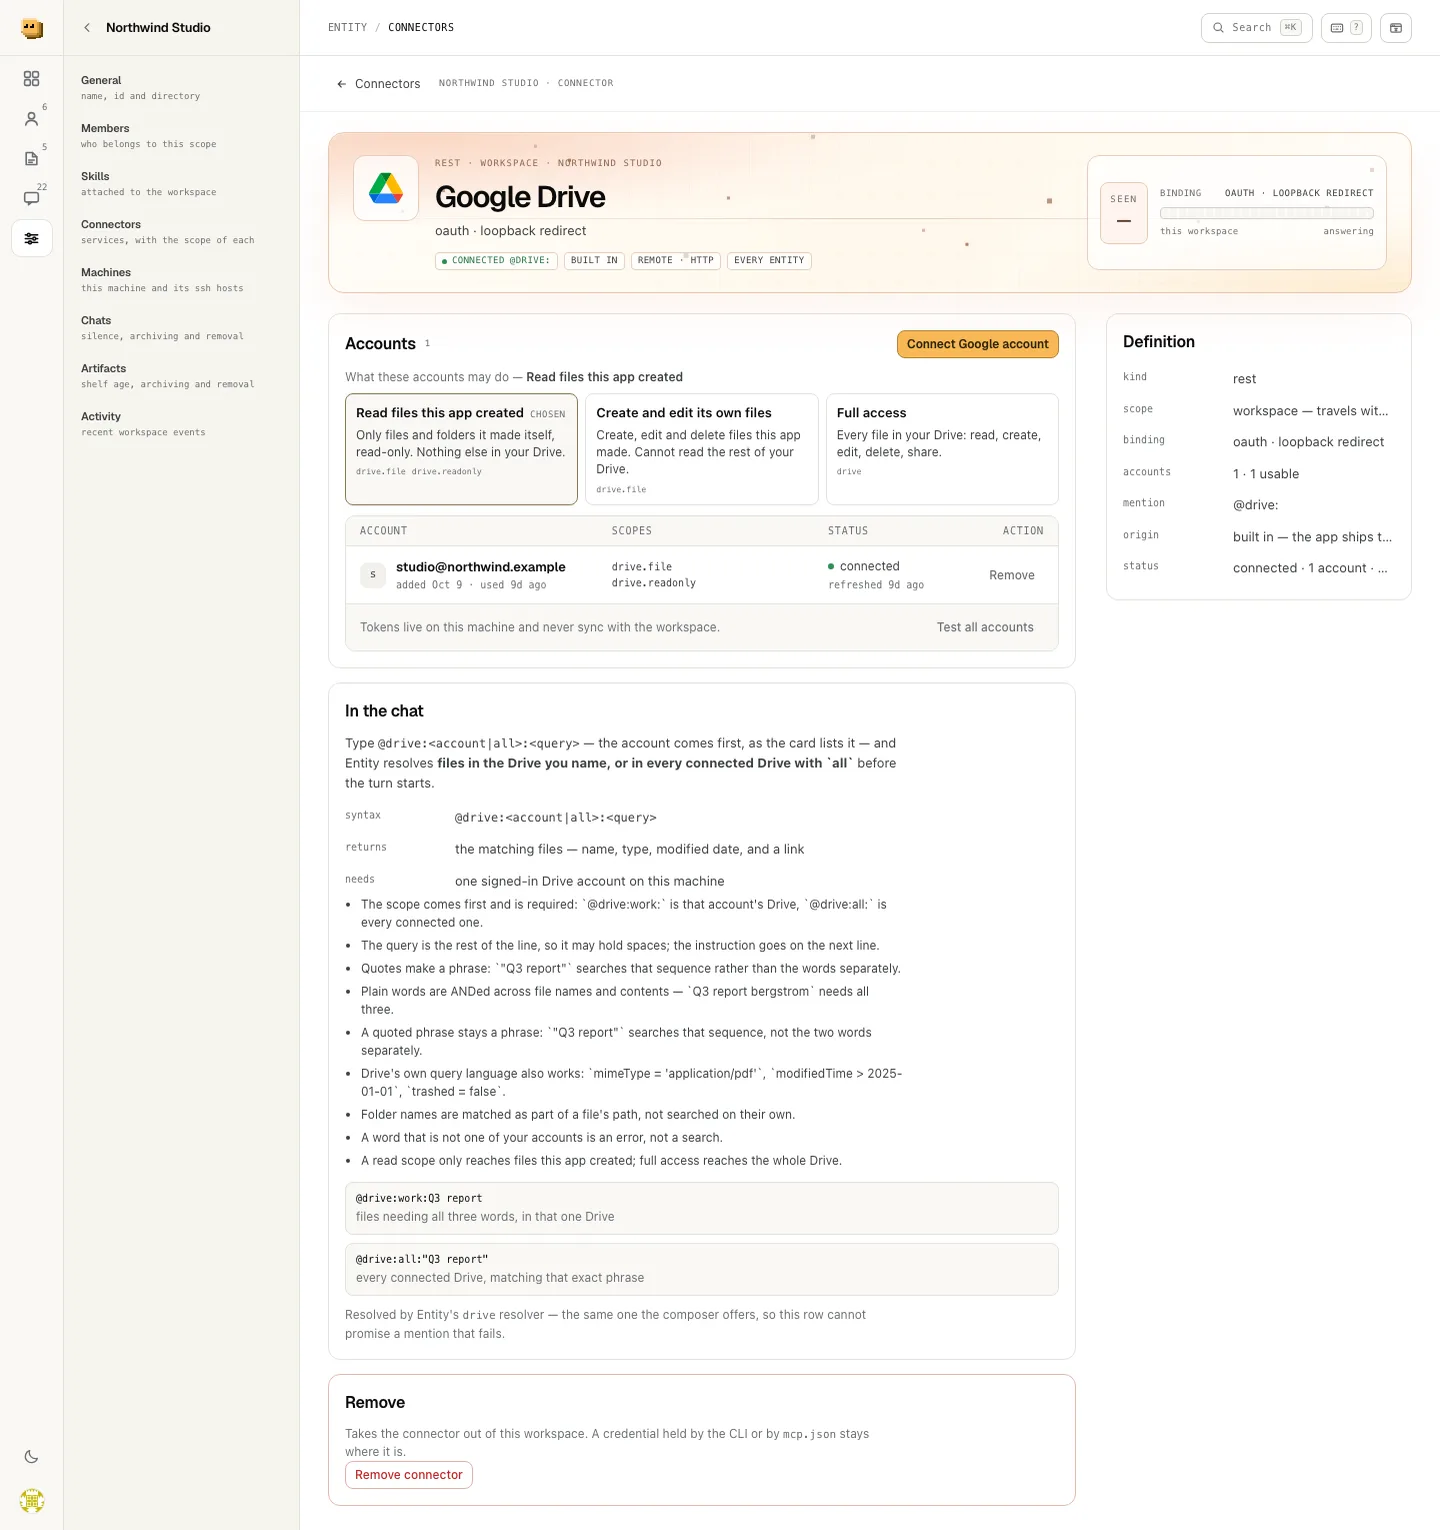 Northwind Studio
General
name, id and directory
Members
who belongs to this scope
Skills
attached to the workspace
Connectors
services, with the scope of each
Machines
this machine and its ssh hosts
Chats
silence, archiving and removal
Artifacts
shelf age, archiving and removal
Activity
recent workspace events
6
5
22
ENTITY / CONNECTORS
Search ⌘K
?
← Connectors NORTHWIND STUDIO · CONNECTOR
REST · WORKSPACE · NORTHWIND STUDIO
Google Drive
oauth · loopback redirect
CONNECTED @DRIVE: BUILT IN REMOTE · HTTP EVERY ENTITY
SEEN
—
BINDING OAUTH · LOOPBACK REDIRECT
this workspace answering
Accounts 1
Connect Google account
What these accounts may do — Read files this app created
Read files this app created CHOSEN
Only files and folders it made itself,
read-only. Nothing else in your Drive.
drive.file drive.readonly
Create and edit its own files
Create, edit and delete files this app
made. Cannot read the rest of your
Drive.
drive.file
Full access
Every file in your Drive: read, create,
edit, delete, share.
drive
ACCOUNT SCOPES STATUS ACTION
S
studio@northwind.example
added Oct 9 · used 9d ago
drive.file
drive.readonly
connected
refreshed 9d ago
Remove
Tokens live on this machine and never sync with the workspace.
Test all accounts
Definition
kind rest
scope workspace — travels wit...
binding oauth · loopback redirect
accounts 1 · 1 usable
mention @drive:
origin built in — the app ships t...
status connected · 1 account · ...
In the chat
Type @drive:<account|all>:<query> — the account comes first, as the card lists it — and
Entity resolves files in the Drive you name, or in every connected Drive with `all` before
the turn starts.
syntax @drive:<account|all>:<query>
returns the matching files — name, type, modified date, and a link
needs one signed-in Drive account on this machine
• The scope comes first and is required: `@drive:work:` is that account's Drive, `@drive:all:` is
every connected one.
• The query is the rest of the line, so it may hold spaces; the instruction goes on the next line.
• Quotes make a phrase: `"Q3 report"` searches that sequence rather than the words separately.
• Plain words are ANDed across file names and contents — `Q3 report bergstrom` needs all
three.
• A quoted phrase stays a phrase: `"Q3 report"` searches that sequence, not the two words
separately.
• Drive's own query language also works: `mimeType = 'application/pdf'`, `modifiedTime > 2025-
01-01`, `trashed = false`.
• Folder names are matched as part of a file's path, not searched on their own.
• A word that is not one of your accounts is an error, not a search.
• A read scope only reaches files this app created; full access reaches the whole Drive.
@drive:work:Q3 report
files needing all three words, in that one Drive
@drive:all:"Q3 report"
every connected Drive, matching that exact phrase
Resolved by Entity's drive resolver — the same one the composer offers, so this row cannot
promise a mention that fails.
Remove
Takes the connector out of this workspace. A credential held by the CLI or by mcp.json stays
where it is.
Remove connector